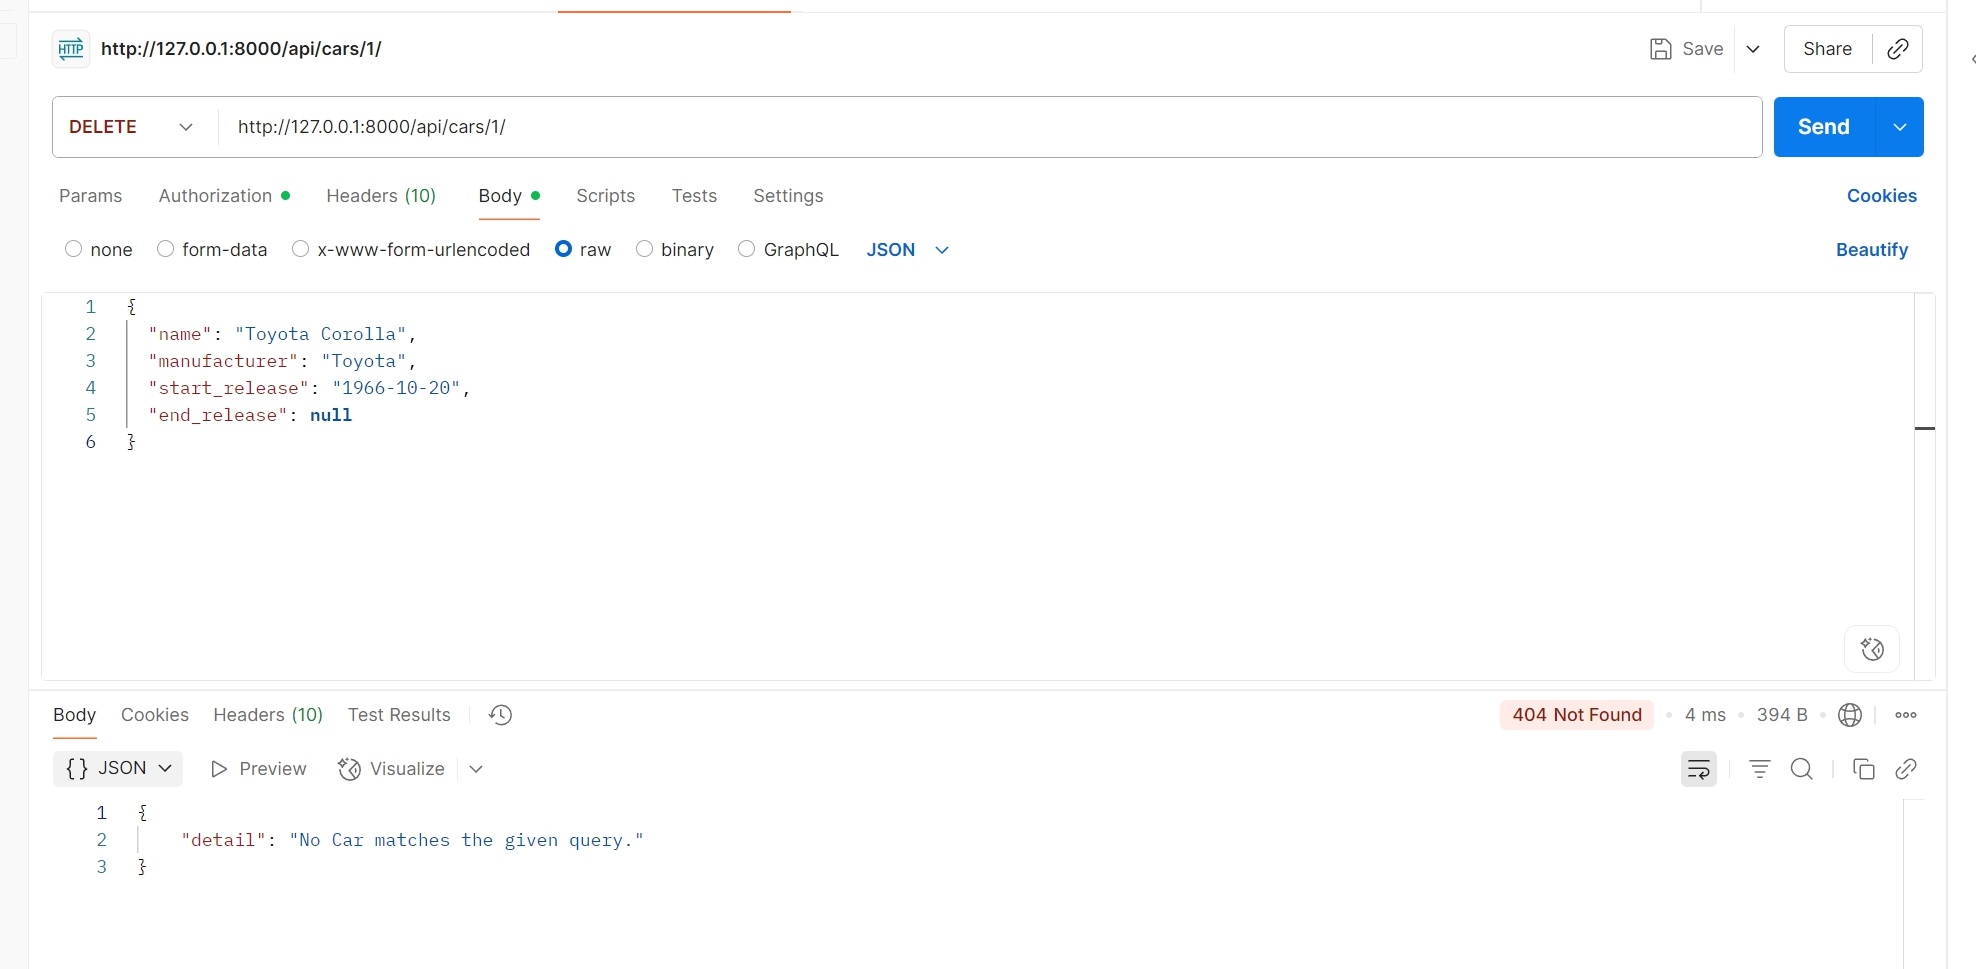 HTTP http://127.0.0.1:8000/api/cars/1/ Save Share
DELETE http://127.0.0.1:8000/api/cars/1/ Send
Params Authorization Headers (10) Body Scripts Tests Settings Cookies
none form-data x-www-form-urlencoded raw binary GraphQL JSON Beautify
1 {
2 "name": "Toyota Corolla",
3 "manufacturer": "Toyota",
4 "start_release": "1966-10-20",
5 "end_release": null
6 }
Body Cookies Headers (10) Test Results 404 Not Found • 4 ms • 394 B •
{} JSON Preview Visualize
1 {
2 "detail": "No Car matches the given query."
3 }